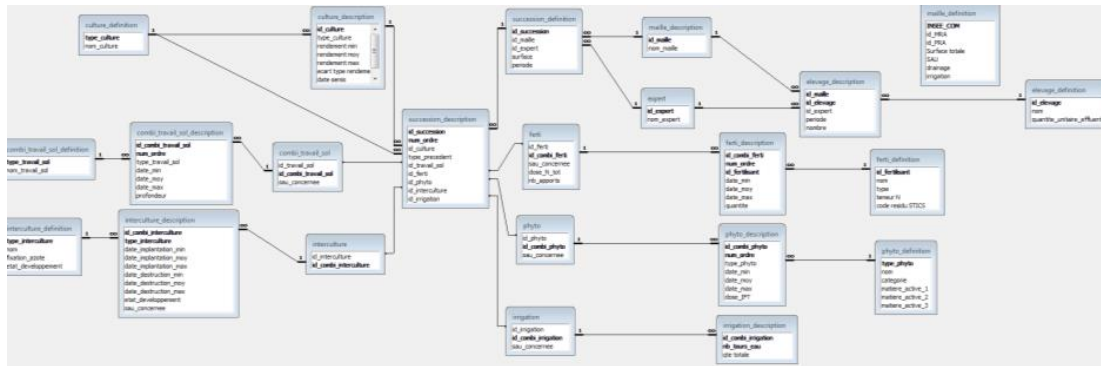 culture_definition
type_culture
nom_culture
culture_description
id_culture
type_culture
rendement min
rendement moy
rendement max
ecart type rendeme
date semis
succession_definition
id_succession
id_maille
id_expert
surface
periode
maille_description
id_maille
nom_maille
maille_definition
INSEE_COM
id_MRA
id_PRA
Surface totale
SAU
drainage
irrigation
expert
id_expert
nom_expert
elevage_description
id_maille
id_elevage
id_expert
periode
nombre
elevage_definition
id_elevage
nom
quantite_unitaire_effluent
combi_travail_sol_definition
type_travail_sol
nom_travail_sol
combi_travail_sol_description
id_combi_travail_sol
num_ordre
type_travail_sol
date_min
date_moy
date_max
profondeur
combi_travail_sol
id_travail_sol
id_combi_travail_sol
sau_concernee
succession_description
id_succession
num_ordre
id_culture
type_precedent
id_travail_sol
id_ferti
id_phyto
id_interculture
id_irrigation
ferti
id_ferti
id_combi_ferti
sau_concernee
dose_N_tot
nb_apports
ferti_description
id_combi_ferti
num_ordre
id_fertilisant
date_min
date_moy
date_max
quantite
ferti_definition
id_fertilisant
nom
type
teneur N
code residu STICS
interculture_definition
type_interculture
nom
fixation_azote
etat_developpement
interculture_description
id_combi_interculture
type_interculture
date_implantation_min
date_implantation_moy
date_implantation_max
date_destruction_min
date_destruction_moy
date_destruction_max
etat_developpement
sau_concernee
interculture
id_interculture
id_combi_interculture
phyto
id_phyto
id_combi_phyto
sau_concernee
phyto_description
id_combi_phyto
num_ordre
type_phyto
date_min
date_moy
date_max
dose_IFT
phyto_definition
type_phyto
nom
categorie
matiere_active_1
matiere_active_2
matiere_active_3
irrigation
id_irrigation
id_combi_irrigation
sau_concernee
irrigation_description
id_combi_irrigation
nb_tours_eau
qte totale